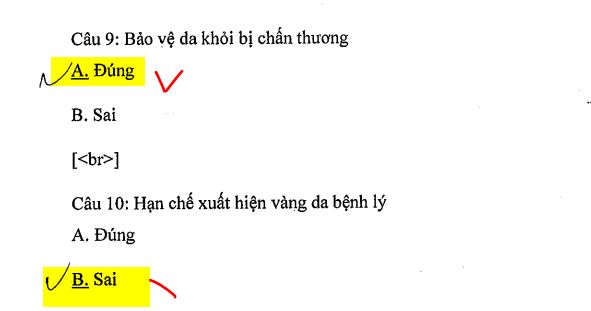 Câu 9: Bảo vệ da khỏi bị chấn thương
A. Đúng
B. Sai
[<br>]
Câu 10: Hạn chế xuất hiện vàng da bệnh lý
A. Đúng
B. Sai